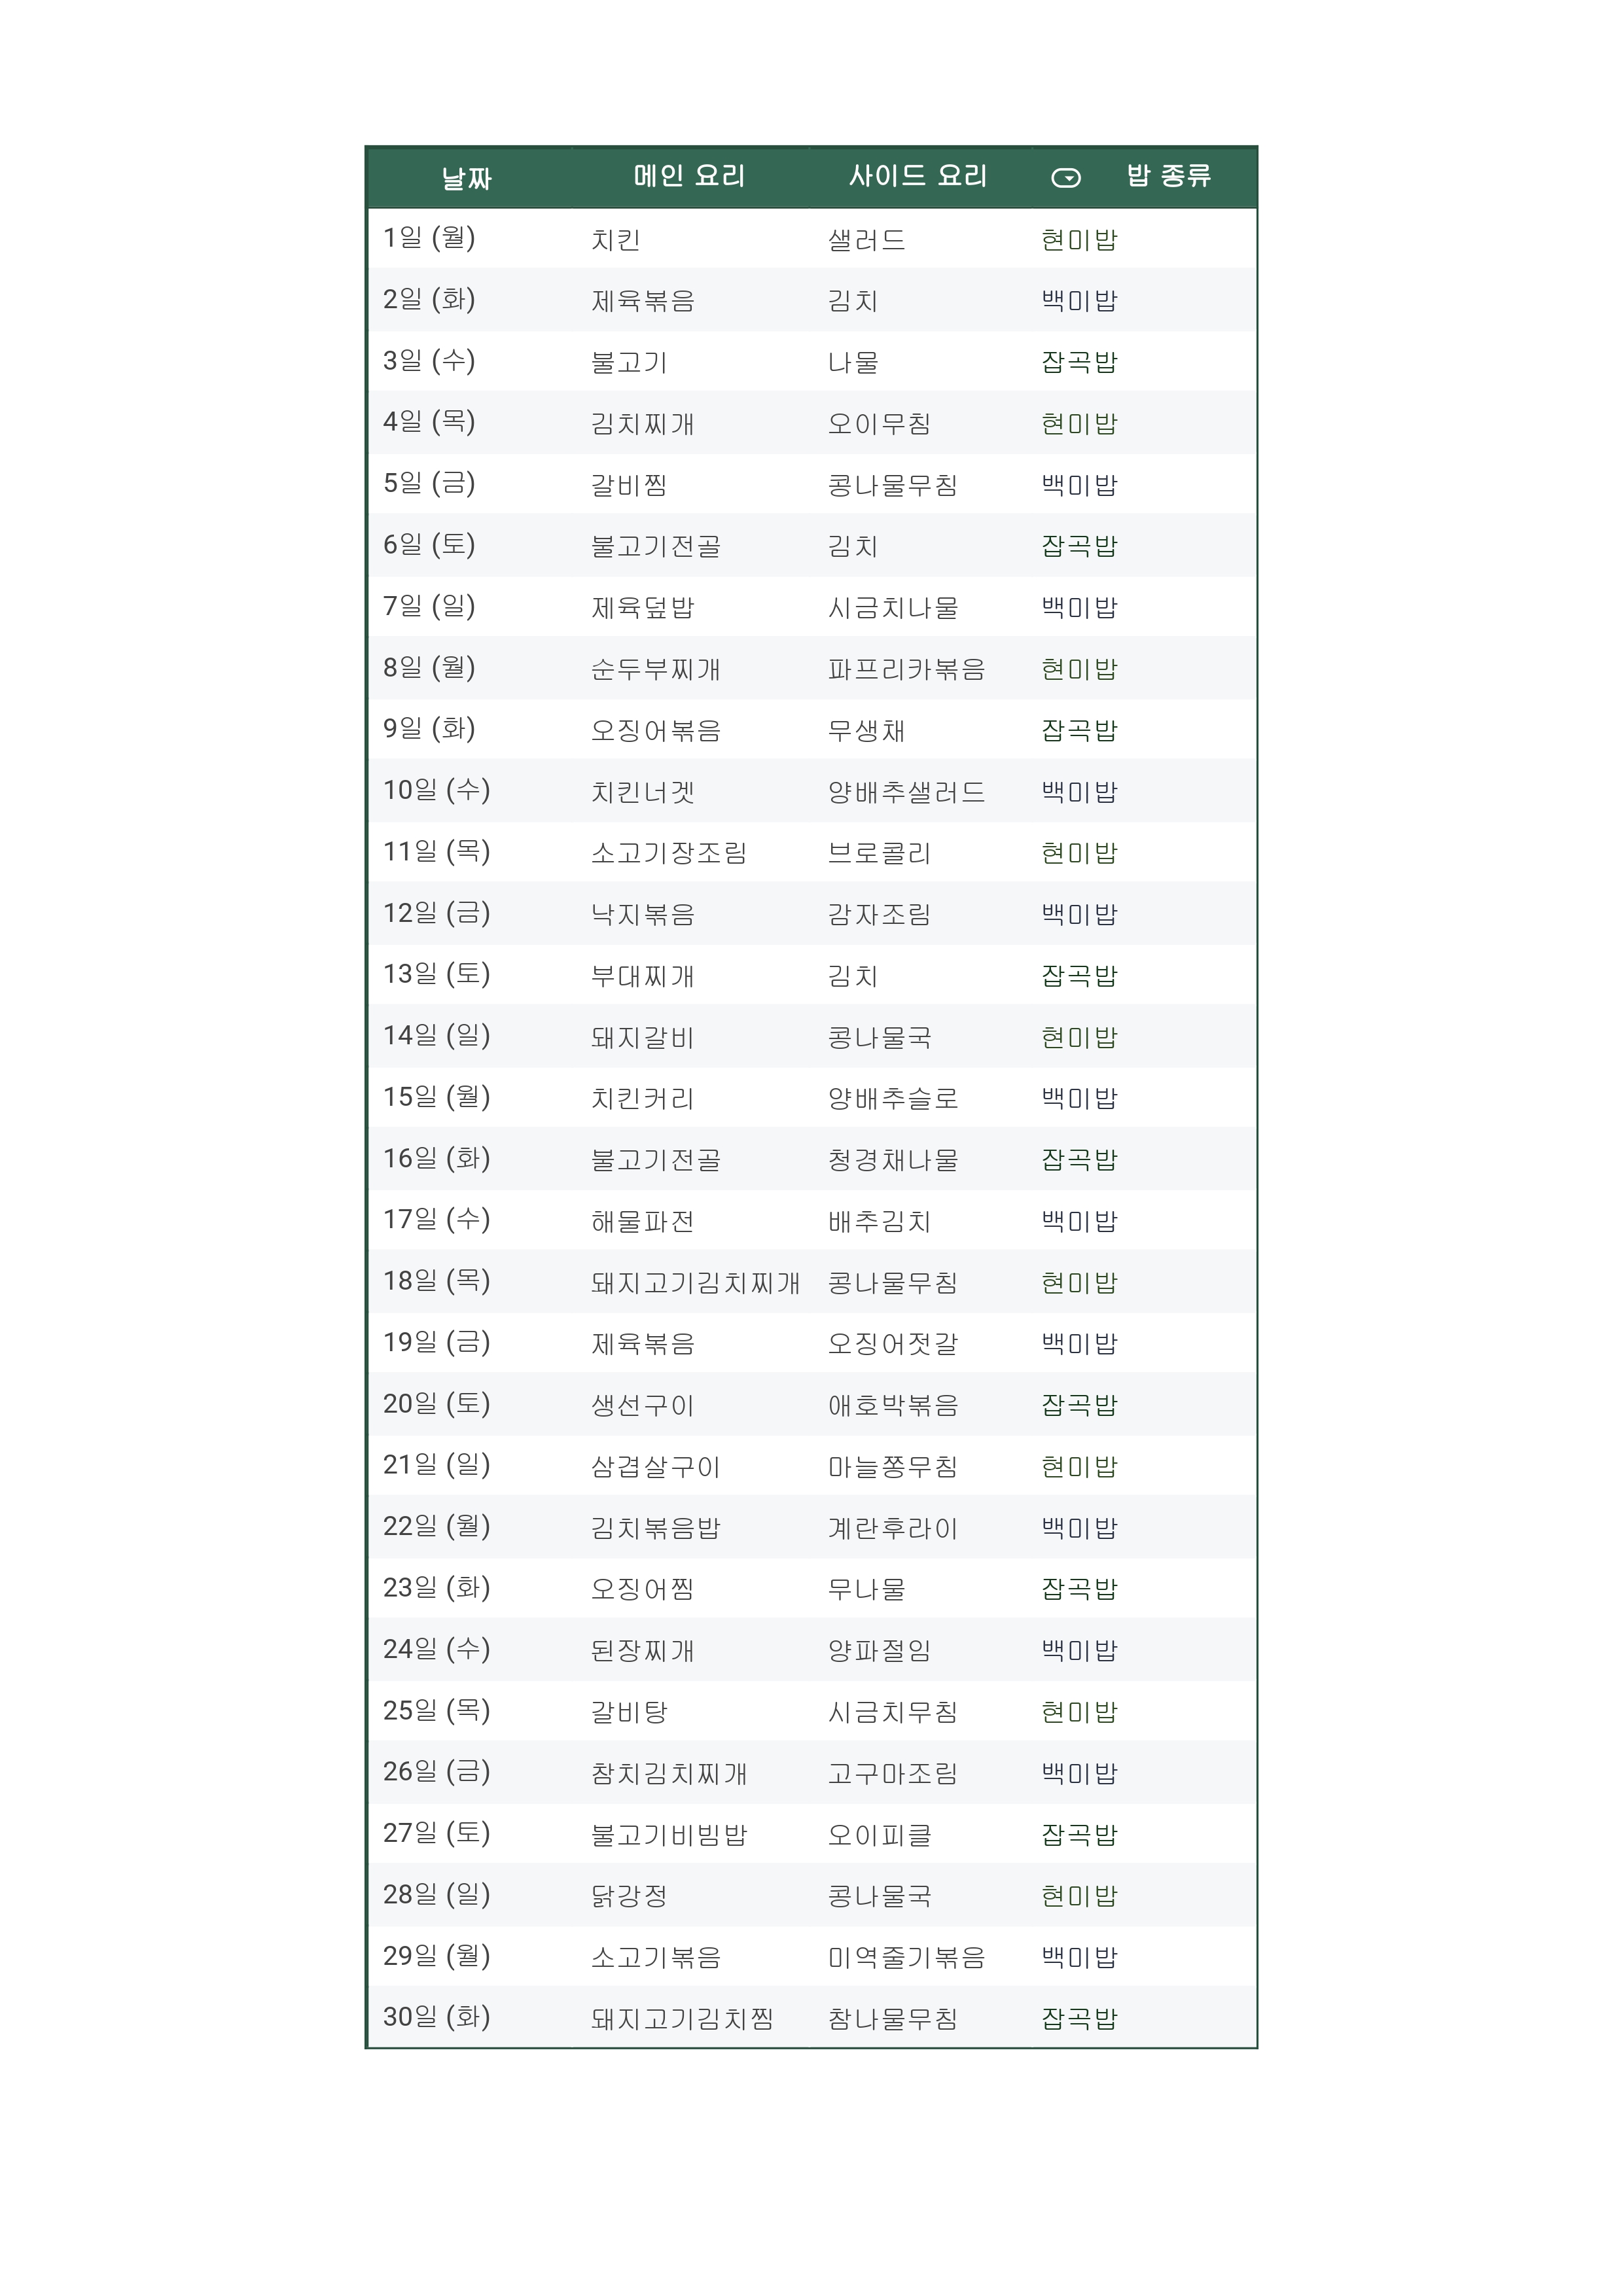 날짜 메인 요리 사이드 요리 밥 종류
1일 (월) 치킨 샐러드 현미밥
2일 (화) 제육볶음 김치 백미밥
3일 (수) 불고기 나물 잡곡밥
4일 (목) 김치찌개 오이무침 현미밥
5일 (금) 갈비찜 콩나물무침 백미밥
6일 (토) 불고기전골 김치 잡곡밥
7일 (일) 제육덮밥 시금치나물 백미밥
8일 (월) 순두부찌개 파프리카볶음 현미밥
9일 (화) 오징어볶음 무생채 잡곡밥
10일 (수) 치킨너겟 양배추샐러드 백미밥
11일 (목) 소고기장조림 브로콜리 현미밥
12일 (금) 낙지볶음 감자조림 백미밥
13일 (토) 부대찌개 김치 잡곡밥
14일 (일) 돼지갈비 콩나물국 현미밥
15일 (월) 치킨커리 양배추슬로 백미밥
16일 (화) 불고기전골 청경채나물 잡곡밥
17일 (수) 해물파전 배추김치 백미밥
18일 (목) 돼지고기김치찌개 콩나물무침 현미밥
19일 (금) 제육볶음 오징어젓갈 백미밥
20일 (토) 생선구이 애호박볶음 잡곡밥
21일 (일) 삼겹살구이 마늘쫑무침 현미밥
22일 (월) 김치볶음밥 계란후라이 백미밥
23일 (화) 오징어찜 무나물 잡곡밥
24일 (수) 된장찌개 양파절임 백미밥
25일 (목) 갈비탕 시금치무침 현미밥
26일 (금) 참치김치찌개 고구마조림 백미밥
27일 (토) 불고기비빔밥 오이피클 잡곡밥
28일 (일) 닭강정 콩나물국 현미밥
29일 (월) 소고기볶음 미역줄기볶음 백미밥
30일 (화) 돼지고기김치찜 참나물무침 잡곡밥